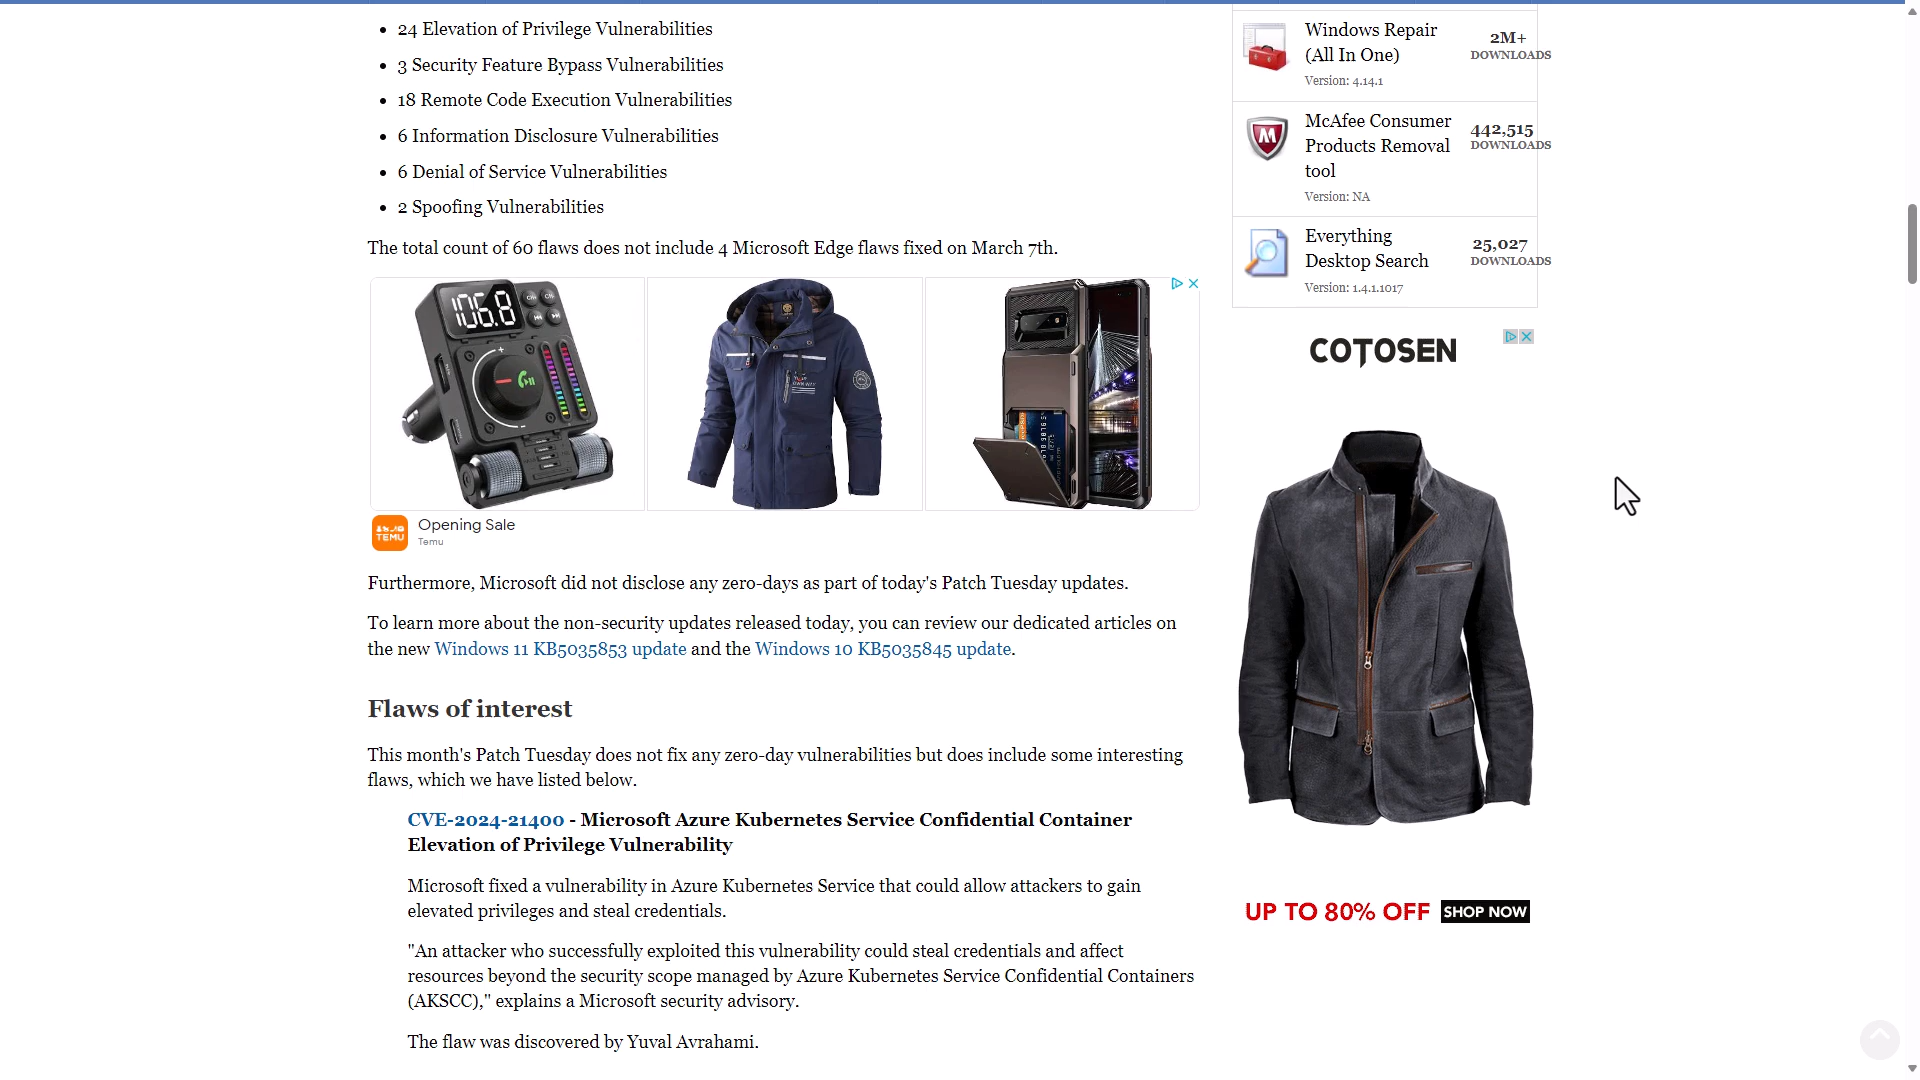 24 Elevation of Privilege Vulnerabilities
3 Security Feature Bypass Vulnerabilities
18 Remote Code Execution Vulnerabilities
6 Information Disclosure Vulnerabilities
6 Denial of Service Vulnerabilities
2 Spoofing Vulnerabilities
The total count of 60 flaws does not include 4 Microsoft Edge flaws fixed on March 7th.
106.8
CH+
CH-
Opening Sale
TEMU
Temu
Furthermore, Microsoft did not disclose any zero-days as part of today's Patch Tuesday updates.
To learn more about the non-security updates released today, you can review our dedicated articles on
the new Windows 11 KB5035853 update and the Windows 10 KB5035845 update.
Flaws of interest
This month's Patch Tuesday does not fix any zero-day vulnerabilities but does include some interesting
flaws, which we have listed below.
CVE-2024-21400 - Microsoft Azure Kubernetes Service Confidential Container
Elevation of Privilege Vulnerability
Microsoft fixed a vulnerability in Azure Kubernetes Service that could allow attackers to gain
elevated privileges and steal credentials.
"An attacker who successfully exploited this vulnerability could steal credentials and affect
resources beyond the security scope managed by Azure Kubernetes Service Confidential Containers
(AKSCC)," explains a Microsoft security advisory.
The flaw was discovered by Yuval Avrahami.
Windows Repair
(All In One)
Version: 4.14.1
2M+
DOWNLOADS
McAfee Consumer
Products Removal
tool
Version: NA
442,515
DOWNLOADS
Everything
Desktop Search
Version: 1.4.1.1017
25,027
DOWNLOADS
COTOSEN
UP TO 80% OFF SHOP NOW